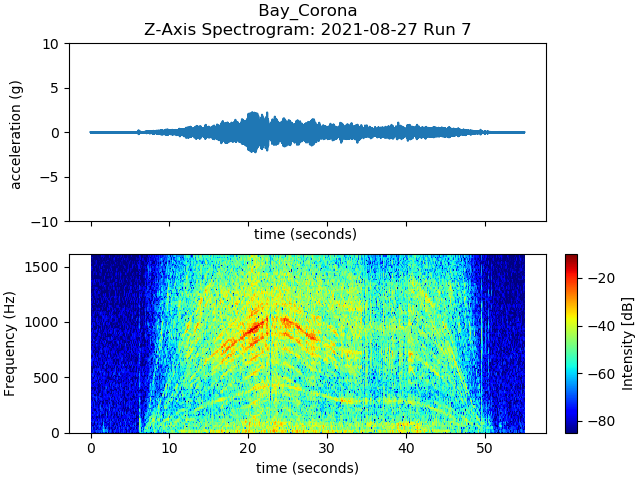 Bay_Corona
Z-Axis Spectrogram: 2021-08-27 Run 7
10
5
0
−5
−10
acceleration (g)
time (seconds)
1500
1000
500
0
Frequency (Hz)
0 10 20 30 40 50
time (seconds)
−20
−40
−60
−80
Intensity [dB]